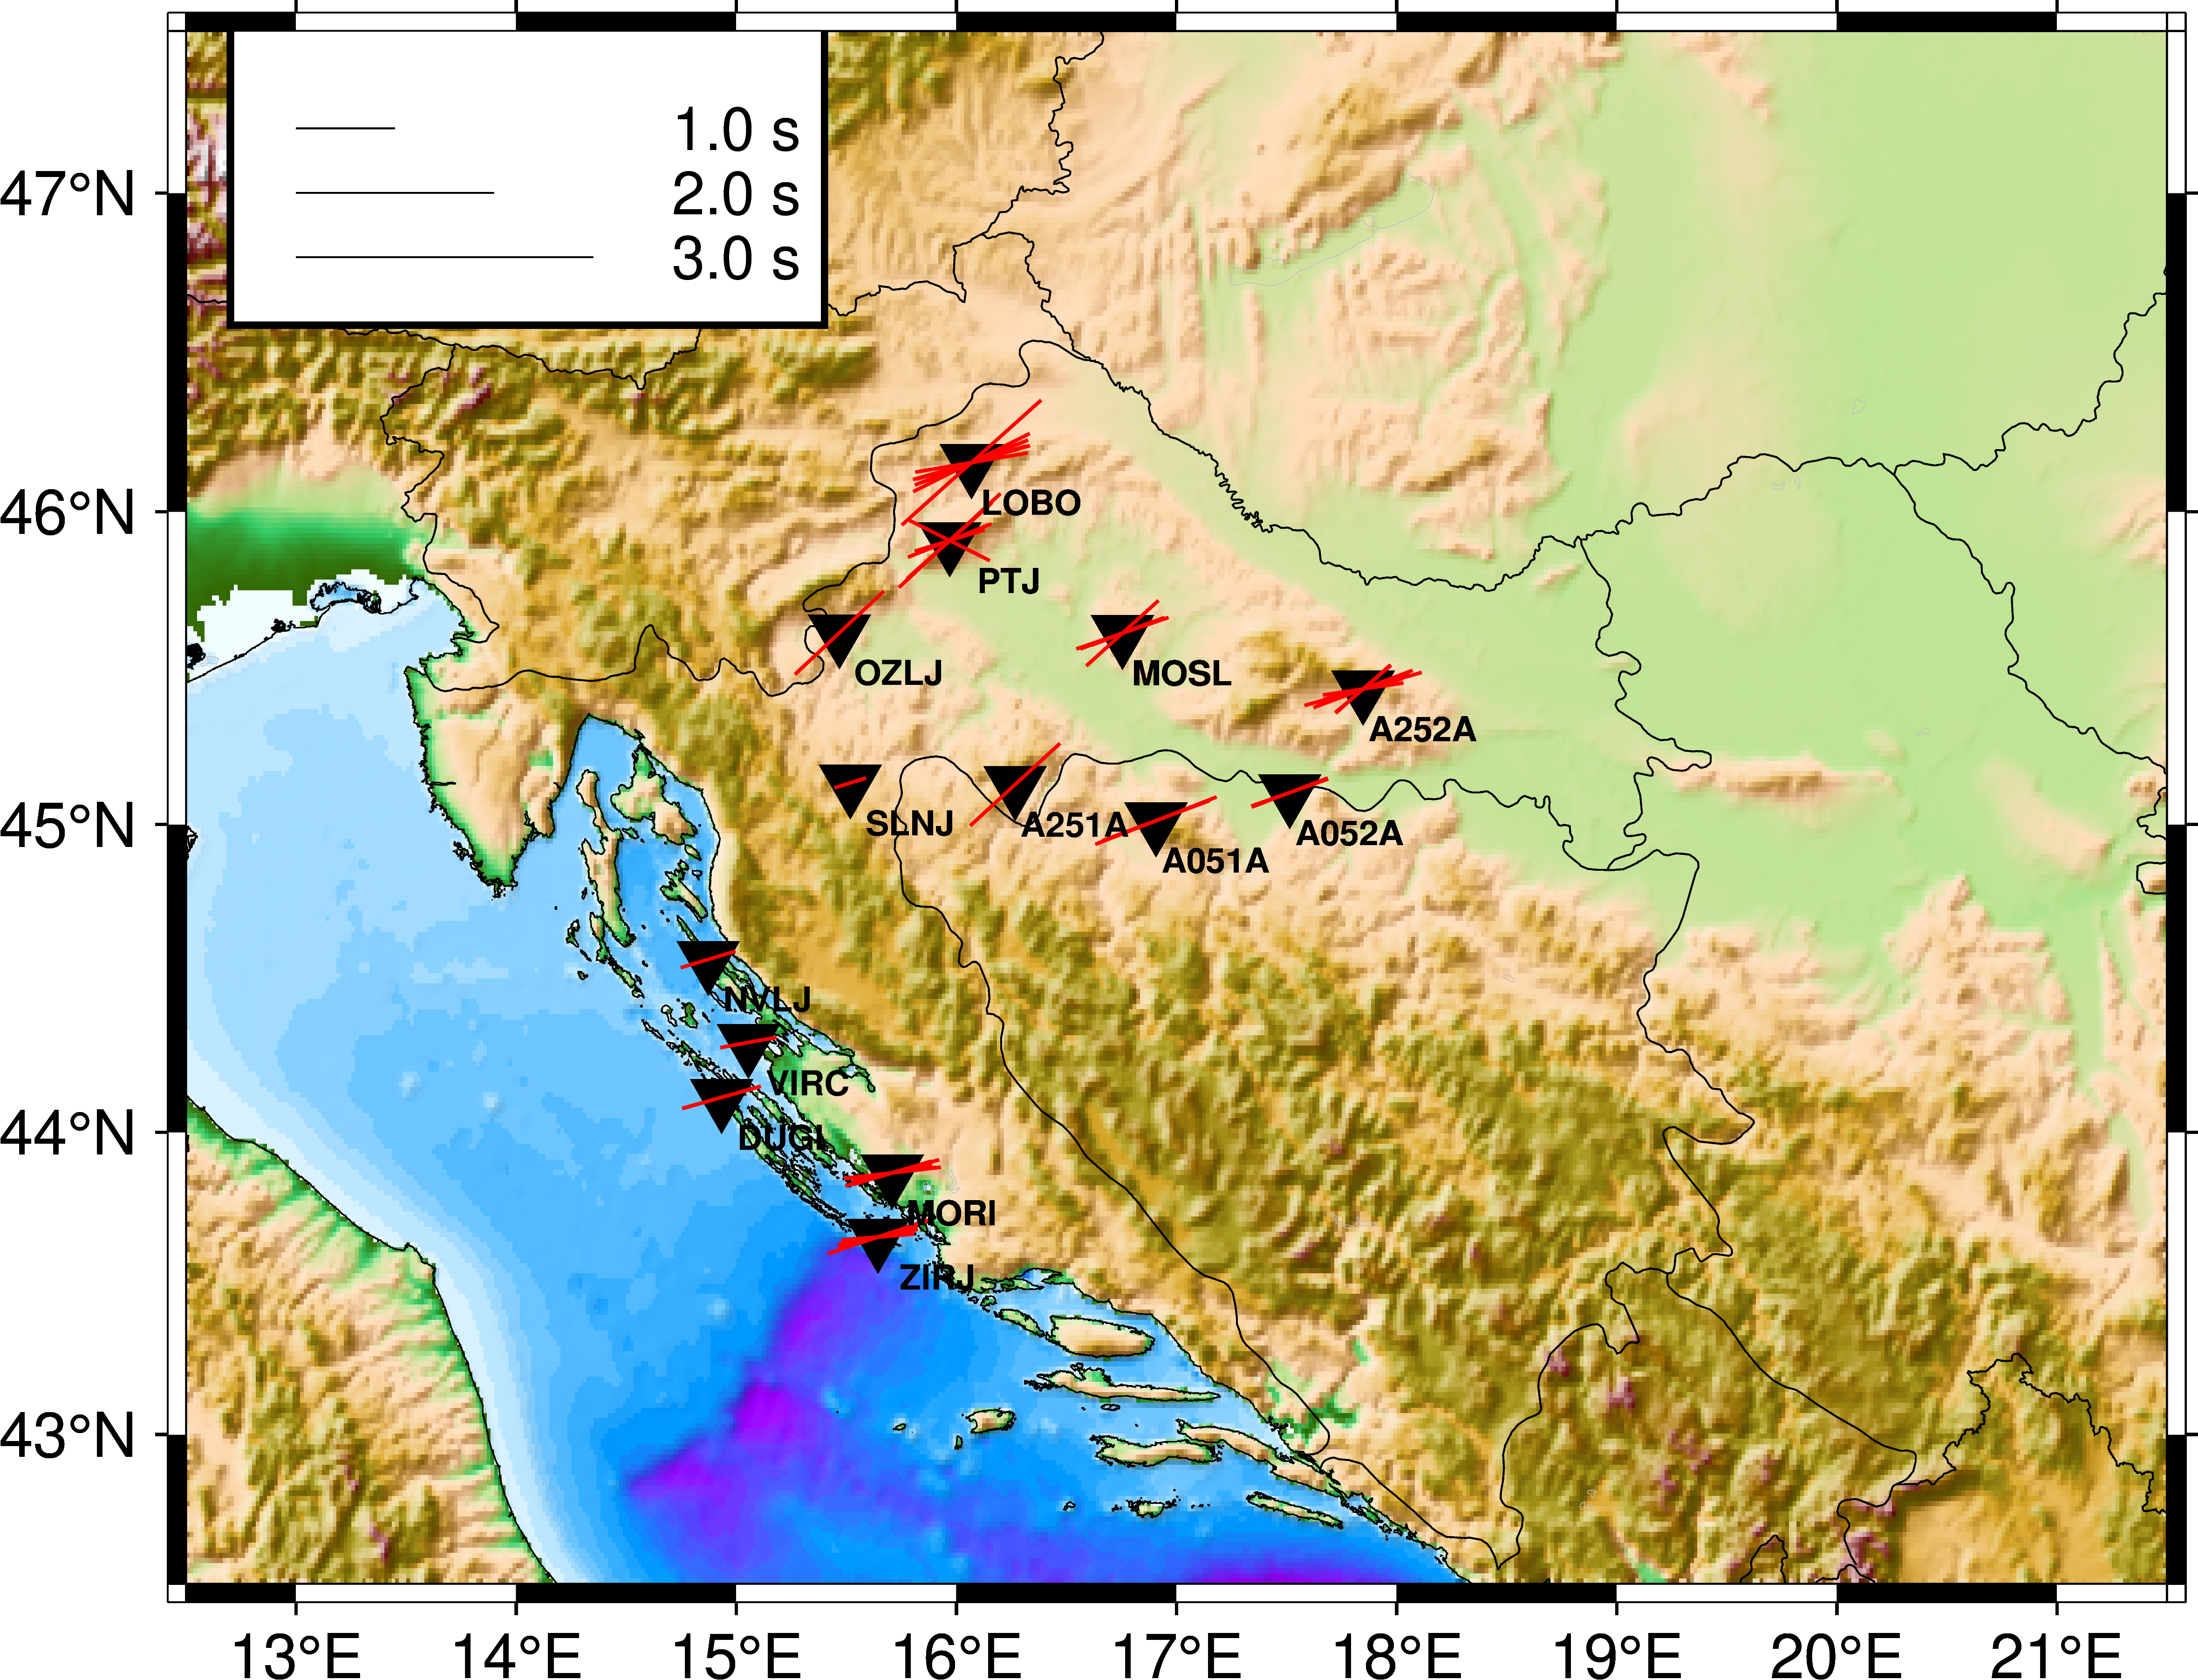 1.0 s
2.0 s
3.0 s
47°N
46°N
45°N
44°N
43°N
LOBO
PTJ
OZLJ
MOSL
A252A
SLNJ
A251A
A052A
A051A
NVLJ
VIRC
DUGI
MORI
ZIRJ
13°E 14°E 15°E 16°E 17°E 18°E 19°E 20°E 21°E